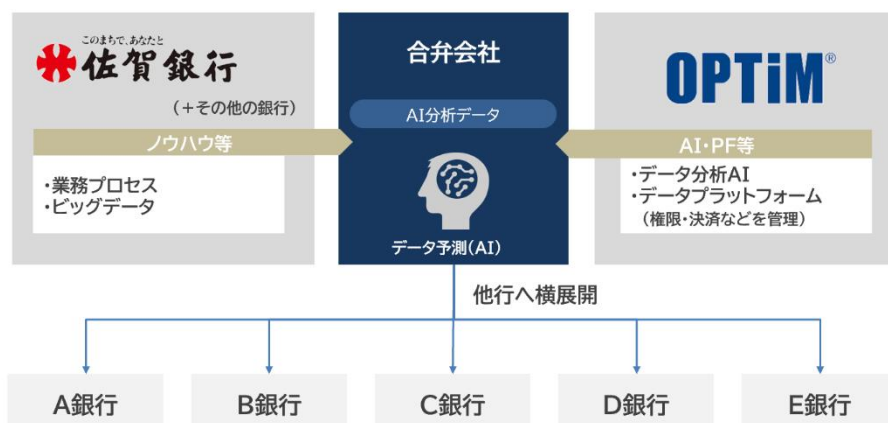 このまちで、あなたと
佐賀銀行
(+その他の銀行)
ノウハウ等
・業務プロセス
・ビッグデータ
合弁会社
AI分析データ
データ予測(AI)
OPTiM®
AI・PF等
・データ分析AI
・データプラットフォーム
(権限・決済などを管理)
他行へ横展開
A銀行
B銀行
C銀行
D銀行
E銀行